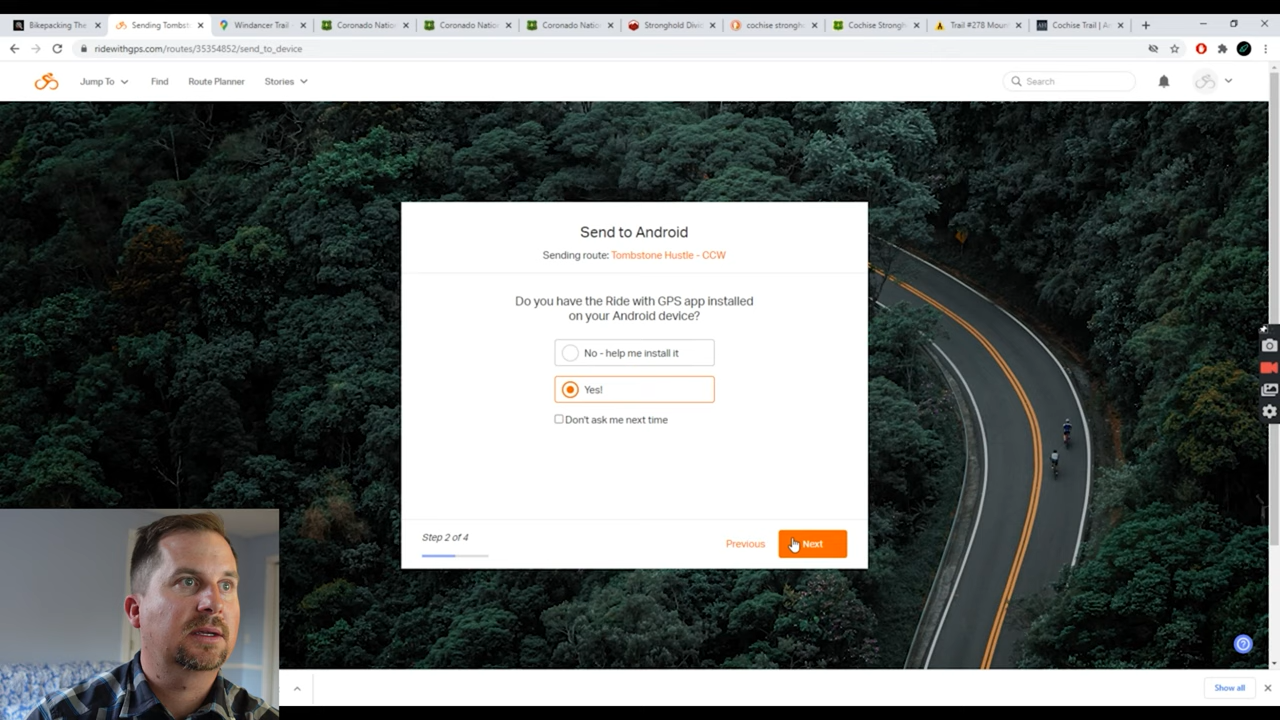 Bikepacking The
Sending Tombst
Windancer Trail
Coronado Natio
Coronado Natio
Coronado Natio
Stronghold Divi
cochise strongh
Cochise Strongh
Trail #278 Moun
Cochise Trail | A
ridewithgps.com/routes/35354852/send_to_device
Jump To
Find
Route Planner
Stories
Search
Send to Android
Sending route: Tombstone Hustle - CCW
Do you have the Ride with GPS app installed
on your Android device?
No - help me install it
Yes!
Don't ask me next time
Step 2 of 4
Previous
Next
Show all